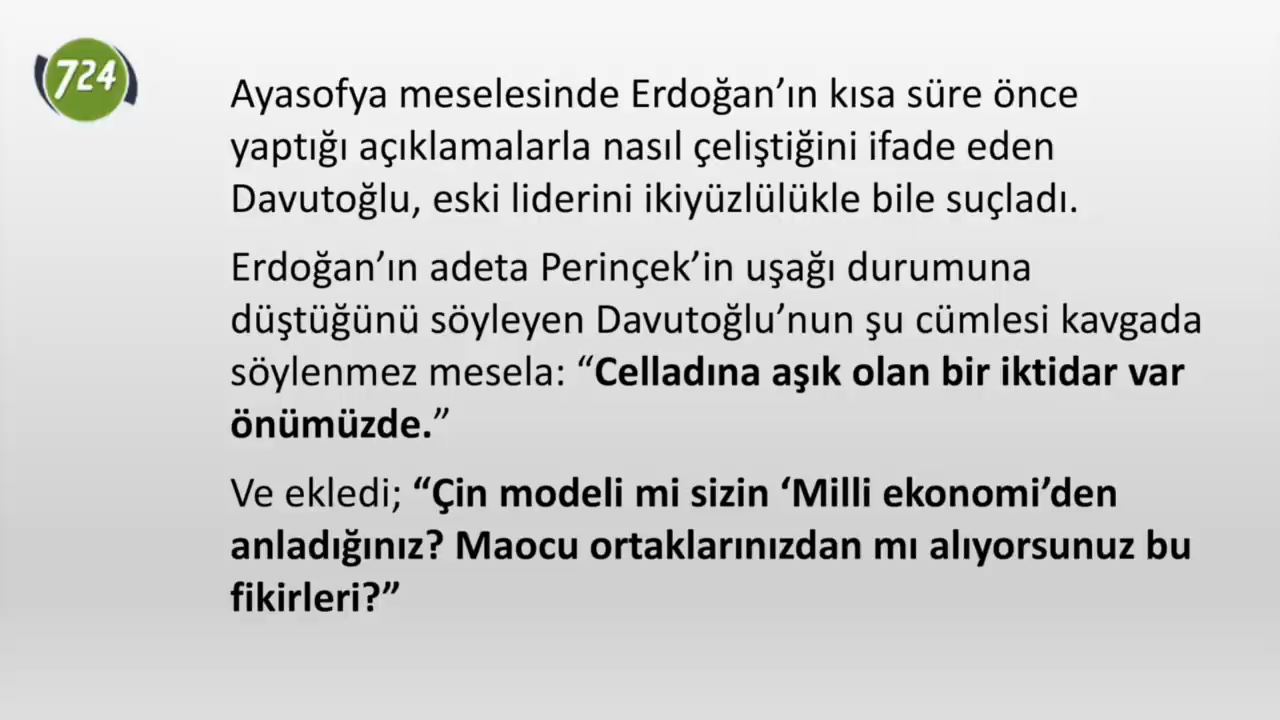 724
Ayasofya meselesinde Erdoğan’ın kısa süre önce
yaptığı açıklamalarla nasıl çeliştiğini ifade eden
Davutoğlu, eski liderini ikiyüzlülükle bile suçladı.
Erdoğan’ın adeta Perinçek’in uşağı durumuna
düştüğünü söyleyen Davutoğlu’nun şu cümlesi kavgada
söylenmez mesela: “Celladına aşık olan bir iktidar var
önümüzde.”
Ve ekledi; “Çin modeli mi sizin ‘Milli ekonomi’den
anladığınız? Maocu ortaklarınızdan mı alıyorsunuz bu
fikirleri?”